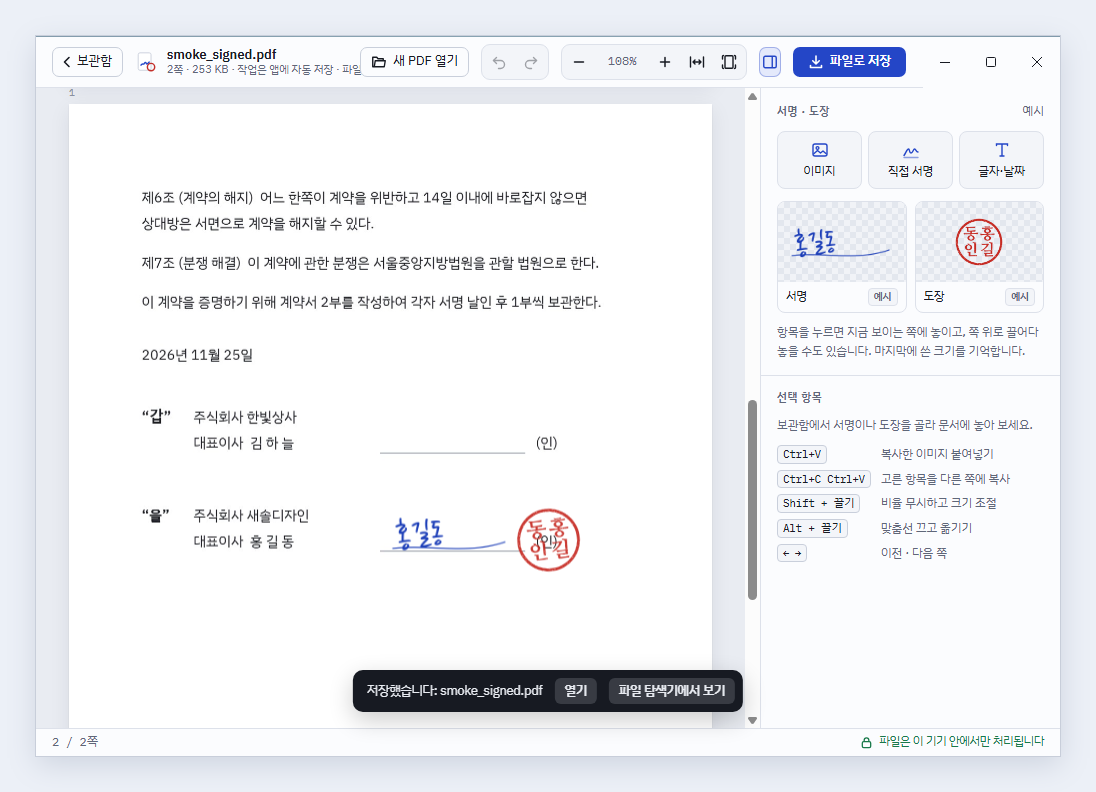 보관함
smoke_signed.pdf
2쪽 · 253 KB · 작업은 앱에 자동 저장 · 파일
새 PDF 열기
108%
파일로 저장
1
제6조 (계약의 해지) 어느 한쪽이 계약을 위반하고 14일 이내에 바로잡지 않으면
상대방은 서면으로 계약을 해지할 수 있다.
제7조 (분쟁 해결) 이 계약에 관한 분쟁은 서울중앙지방법원을 관할 법원으로 한다.
이 계약을 증명하기 위해 계약서 2부를 작성하여 각자 서명 날인 후 1부씩 보관한다.
2026년 11월 25일
“갑” 주식회사 한빛상사
대표이사 김 하 늘 (인)
“을” 주식회사 새솔디자인
대표이사 홍 길 동 홍길동 (인)
동홍
인길
저장했습니다: smoke_signed.pdf 열기 파일 탐색기에서 보기
2 / 2쪽
서명 · 도장 예시
이미지 직접 서명 글자·날짜
홍길동
동홍
인길
서명 예시 도장 예시
항목을 누르면 지금 보이는 쪽에 놓이고, 쪽 위로 끌어다
놓을 수도 있습니다. 마지막에 쓴 크기를 기억합니다.
선택 항목
보관함에서 서명이나 도장을 골라 문서에 놓아 보세요.
Ctrl+V 복사한 이미지 붙여넣기
Ctrl+C Ctrl+V 고른 항목을 다른 쪽에 복사
Shift + 끌기 비율 무시하고 크기 조절
Alt + 끌기 맞춤선 끄고 옮기기
← → 이전 · 다음 쪽
파일은 이 기기 안에서만 처리됩니다